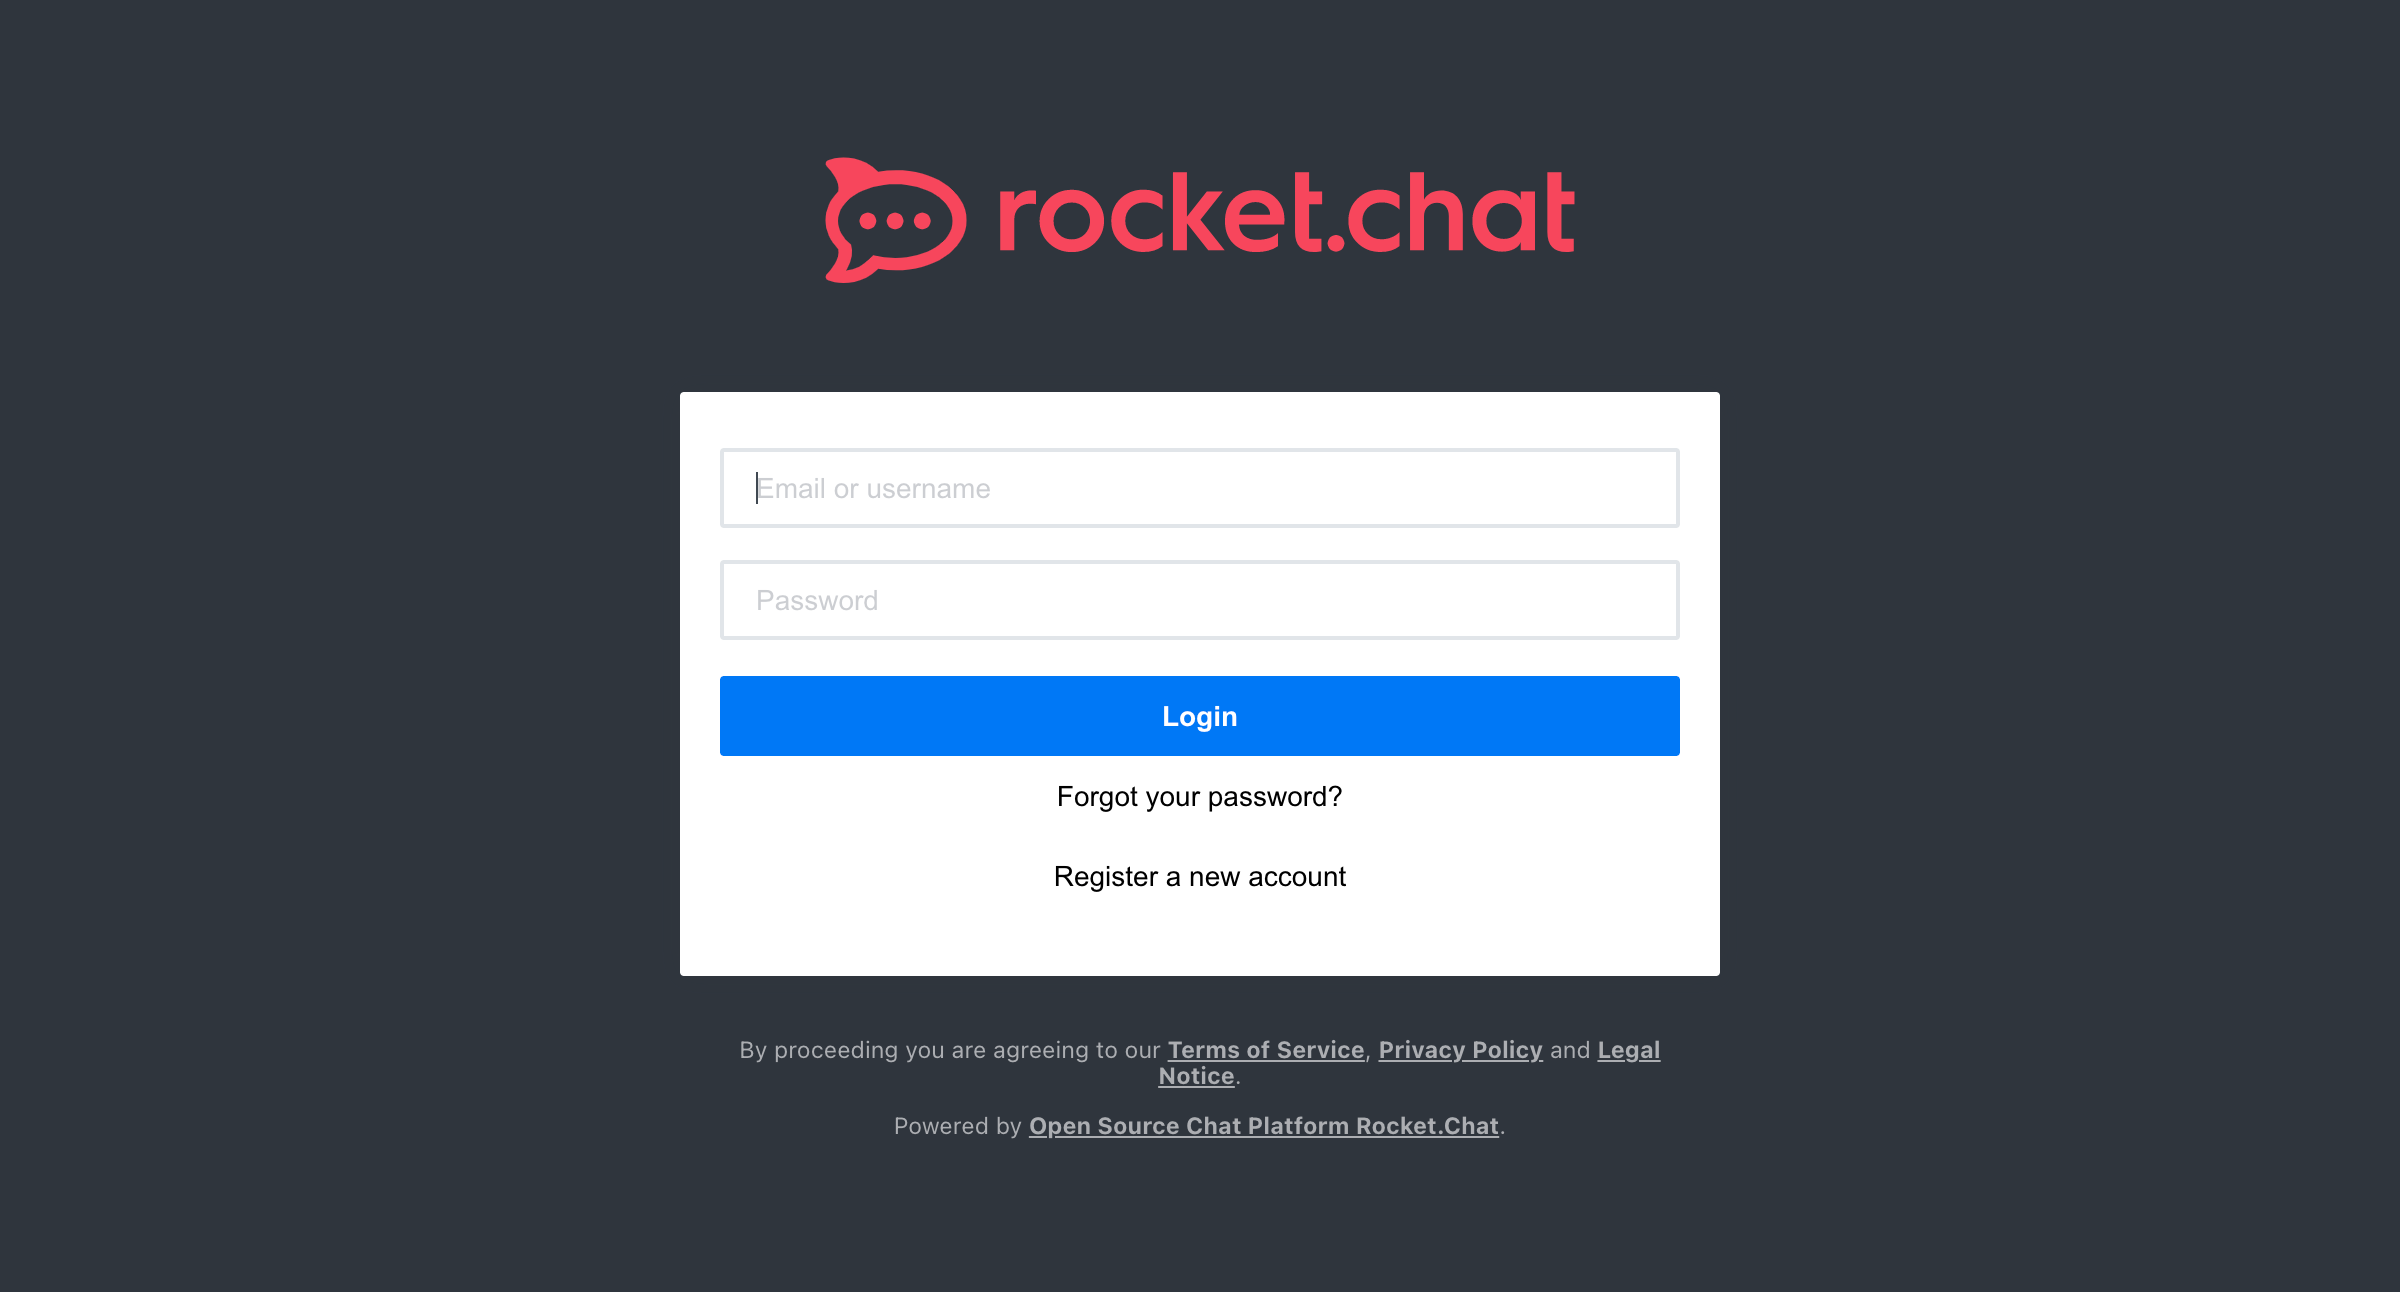 rocket.chat
Email or username
Password
Login
Forgot your password?
Register a new account
By proceeding you are agreeing to our Terms of Service, Privacy Policy and Legal
Notice.
Powered by Open Source Chat Platform Rocket.Chat.